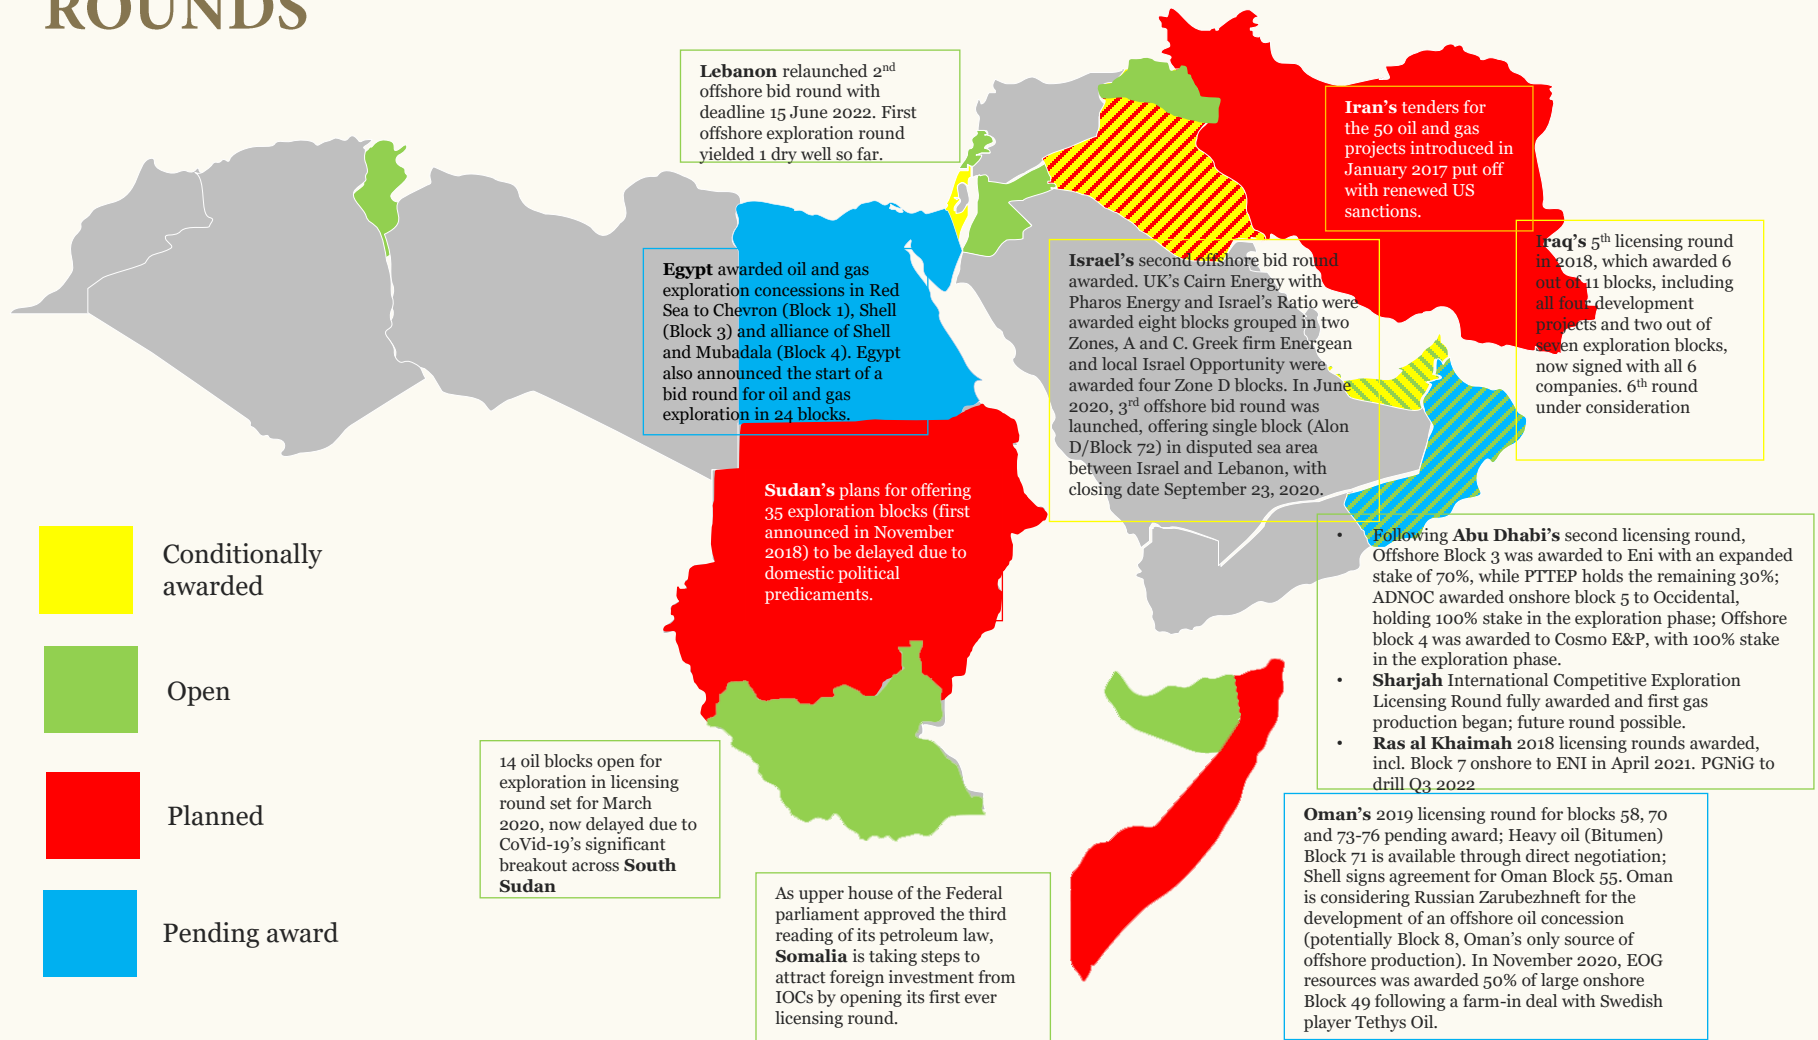 ROUNDS
Lebanon relaunched 2nd
offshore bid round with
deadline 15 June 2022. First
offshore exploration round
yielded 1 dry well so far.
Iran's tenders for
the 50 oil and gas
projects introduced in
January 2017 put off
with renewed US
sanctions.
Iraq's 5th licensing round
in 2018, which awarded 6
out of 11 blocks, including
all four development
projects and two out of
seven exploration blocks,
now signed with all 6
companies. 6th round
under consideration
Egypt awarded oil and gas
exploration concessions in Red
Sea to Chevron (Block 1), Shell
(Block 3) and alliance of Shell
and Mubadala (Block 4). Egypt
also announced the start of a
bid round for oil and gas
exploration in 24 blocks.
Israel's second offshore bid round
awarded. UK's Cairn Energy with
Pharos Energy and Israel's Ratio were
awarded eight blocks grouped in two
Zones, A and C. Greek firm Energean
and local Israel Opportunity were
awarded four Zone D blocks. In June
2020, 3rd offshore bid round was
launched, offering single block (Alon
D/Block 72) in disputed sea area
between Israel and Lebanon, with
closing date September 23, 2020.
Sudan's plans for offering
35 exploration blocks (first
announced in November
2018) to be delayed due to
domestic political
predicaments.
Conditionally
awarded
Open
Planned
Pending award
• Following Abu Dhabi's second licensing round,
Offshore Block 3 was awarded to Eni with an expanded
stake of 70%, while PTTEP holds the remaining 30%;
ADNOC awarded onshore block 5 to Occidental,
holding 100% stake in the exploration phase; Offshore
block 4 was awarded to Cosmo E&P, with 100% stake
in the exploration phase.
• Sharjah International Competitive Exploration
Licensing Round fully awarded and first gas
production began; future round possible.
• Ras al Khaimah 2018 licensing rounds awarded,
incl. Block 7 onshore to ENI in April 2021. PGNiG to
drill Q3 2022
14 oil blocks open for
exploration in licensing
round set for March
2020, now delayed due to
CoVid-19's significant
breakout across South
Sudan
As upper house of the Federal
parliament approved the third
reading of its petroleum law,
Somalia is taking steps to
attract foreign investment from
IOCs by opening its first ever
licensing round.
Oman's 2019 licensing round for blocks 58, 70
and 73-76 pending award; Heavy oil (Bitumen)
Block 71 is available through direct negotiation;
Shell signs agreement for Oman Block 55. Oman
is considering Russian Zarubezhneft for the
development of an offshore oil concession
(potentially Block 8, Oman's only source of
offshore production). In November 2020, EOG
resources was awarded 50% of large onshore
Block 49 following a farm-in deal with Swedish
player Tethys Oil.